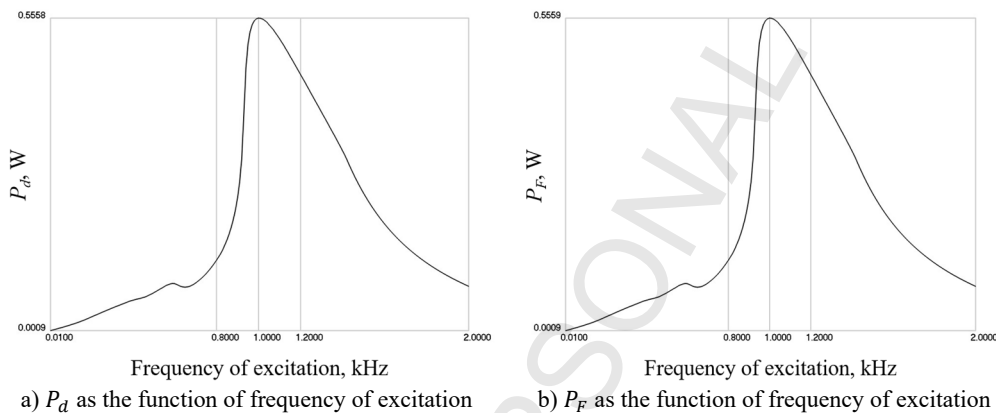 0.5558
P_d, W
0.0009
0.0100 0.8000 1.0000 1.2000 2.0000
Frequency of excitation, kHz
a) P_d as the function of frequency of excitation
0.5559
P_F, W
0.0009
0.0100 0.8000 1.0000 1.2000 2.0000
Frequency of excitation, kHz
b) P_F as the function of frequency of excitation
RSONAL